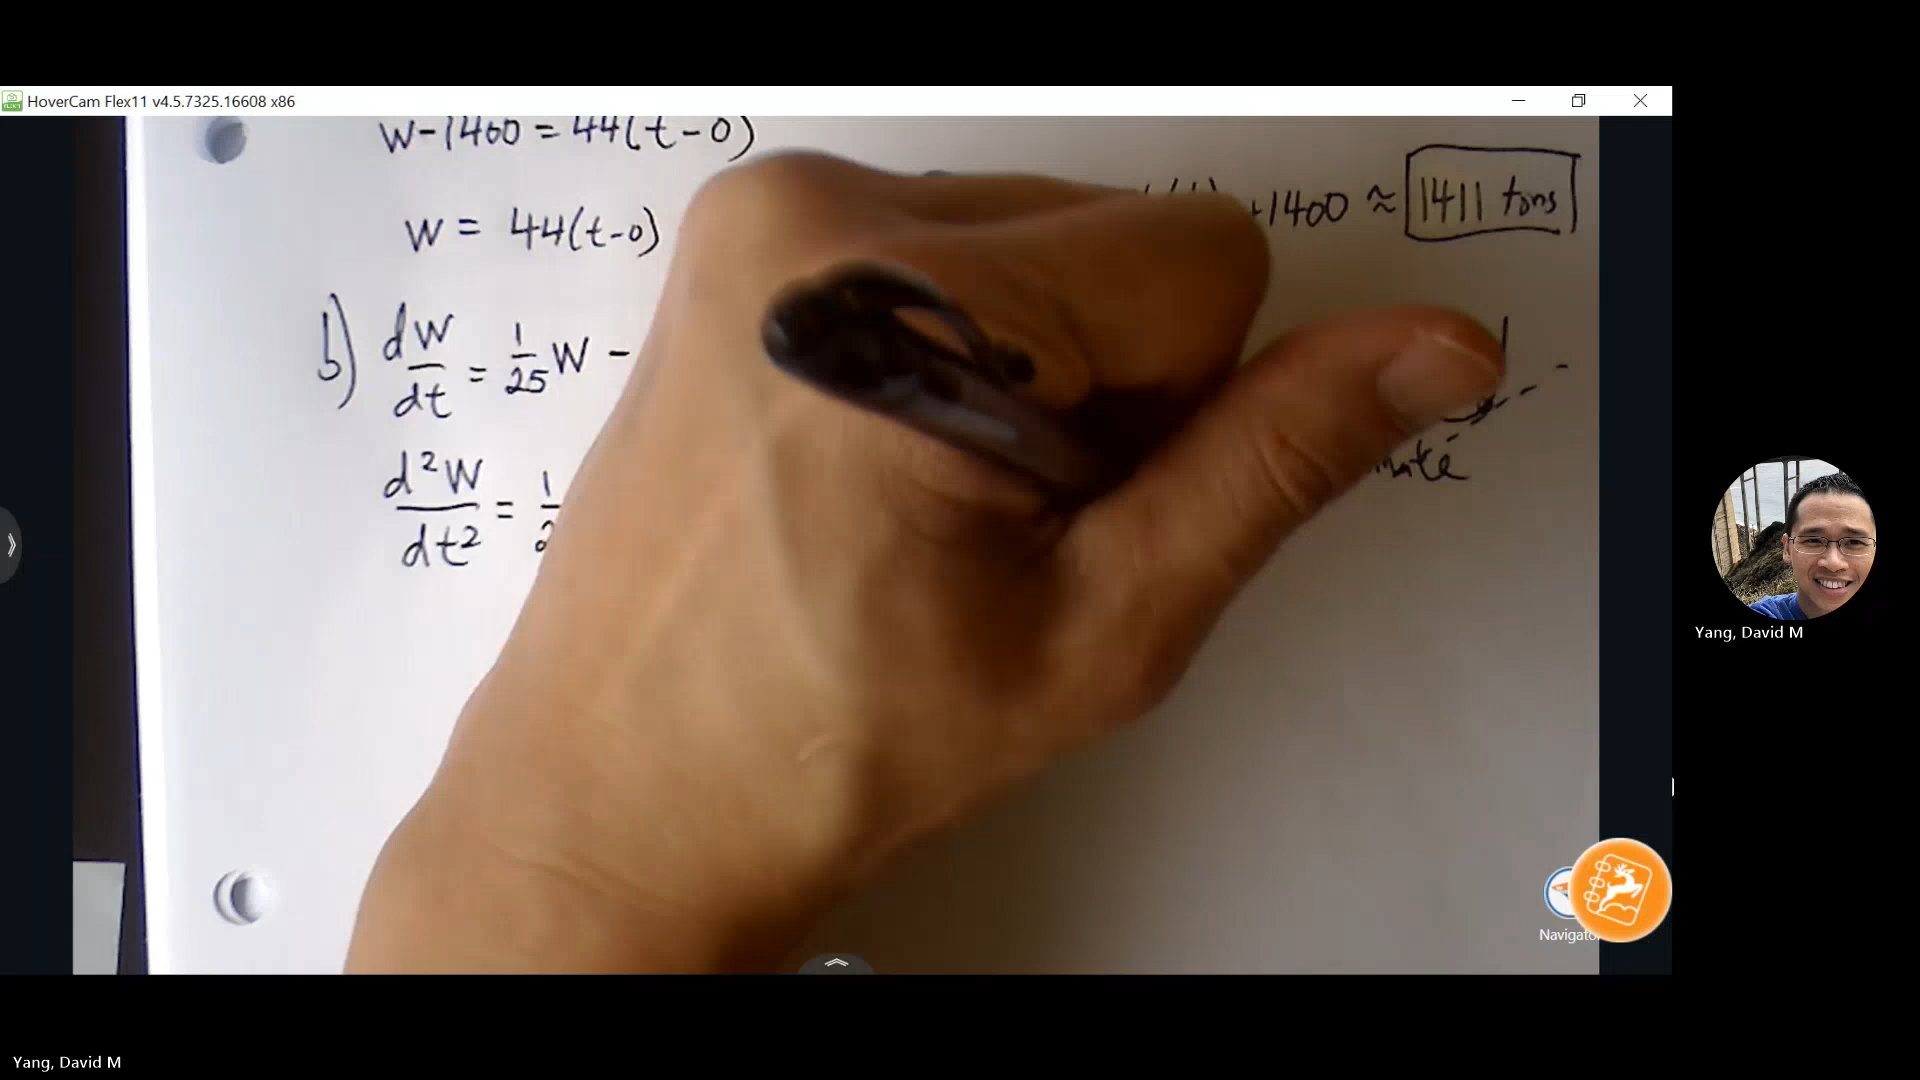 HoverCam Flex11 v4.5.7325.16608 x86
W-1400 = 44(t-0)
W = 44(t-0)
+1400 ≈ 1411 tons
b) dW/dt = 1/25 W -
d²W/dt² = 1/2
Yang, David M
Navigato
Yang, David M